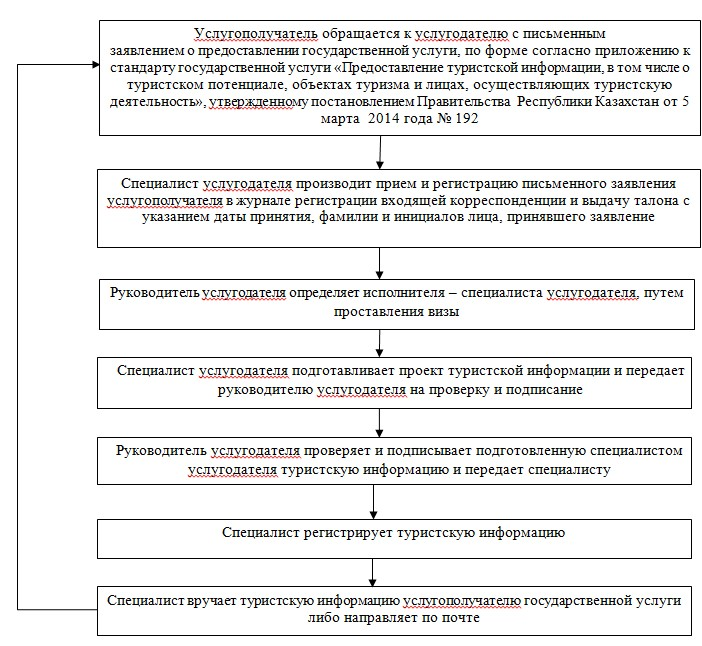 Услугополучатель обращается к услугодателю с письменным
заявлением о предоставлении государственной услуги, по форме согласно приложению к
стандарту государственной услуги «Предоставление туристской информации, в том числе о
туристском потенциале, объектах туризма и лицах, осуществляющих туристскую
деятельность», утвержденному постановлением Правительства Республики Казахстан от 5
марта 2014 года № 192
Специалист услугодателя производит прием и регистрацию письменного заявления
услугополучателя в журнале регистрации входящей корреспонденции и выдачу талона с
указанием даты принятия, фамилии и инициалов лица, принявшего заявление
Руководитель услугодателя определяет исполнителя – специалиста услугодателя, путем
проставления визы
Специалист услугодателя подготавливает проект туристской информации и передает
руководителю услугодателя на проверку и подписание
Руководитель услугодателя проверяет и подписывает подготовленную специалистом
услугодателя туристскую информацию и передает специалисту
Специалист регистрирует туристскую информацию
Специалист вручает туристскую информацию услугополучателю государственной услуги
либо направляет по почте